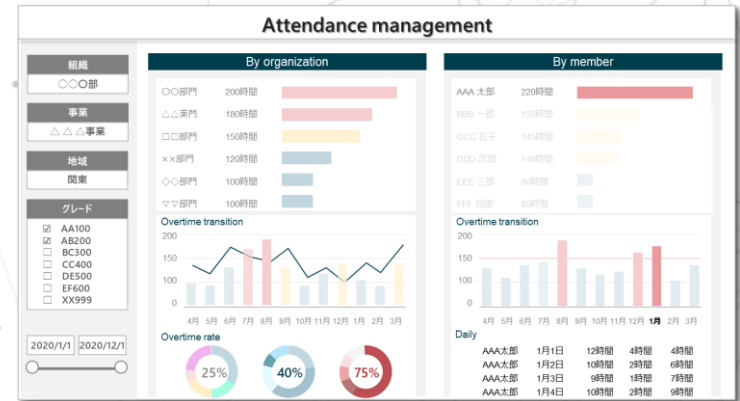 Attendance management
組織
○○○部
事業
△△△事業
地域
関東
グレード
AA100
AB200
BC300
CC400
DE500
EF600
XX999
2020/1/1 2020/12/1
By organization
○○部門 200時間
△△美門 180時間
□□部門 150時間
××部門 120時間
◇◇部門 100時間
▽▽部門 100時間
Overtime transition
200
150
100
0
4月 5月 6月 7月 8月 9月 10月 11月 12月 1月 2月 3月
Overtime rate
25% 40% 75%
By member
AAA 太郎 220時間
BBB 一郎 150時間
CCC 花子 145時間
DDD 次郎 140時間
EEE 三郎 80時間
FFF 四郎 80時間
Overtime transition
200
150
100
0
4月 5月 6月 7月 8月 9月 10月 11月 12月 1月 2月 3月
Daily
AAA太郎 1月1日 12時間 4時間 4時間
AAA太郎 1月2日 10時間 2時間 6時間
AAA太郎 1月3日 9時間 1時間 7時間
AAA太郎 1月4日 10時間 2時間 9時間